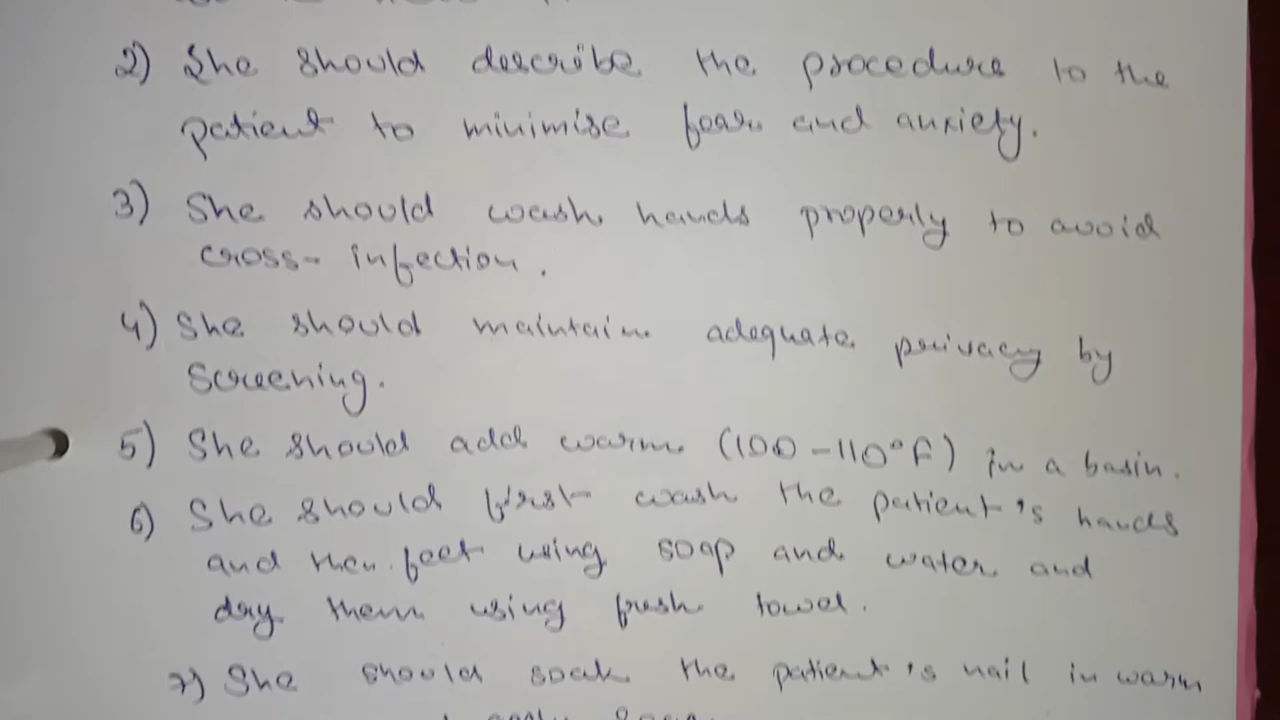 2) She should describe the procedure to the
patient to minimise fear and anxiety.
3) She should wash hands properly to avoid
cross- infection.
4) She should maintain adequate privacy by
screening.
5) She should add warm (100-110°F) in a basin.
6) She should first wash the patient's hands
and then feet using soap and water and
dry them using fresh towel.
7) She should soak the patient's nail in warm